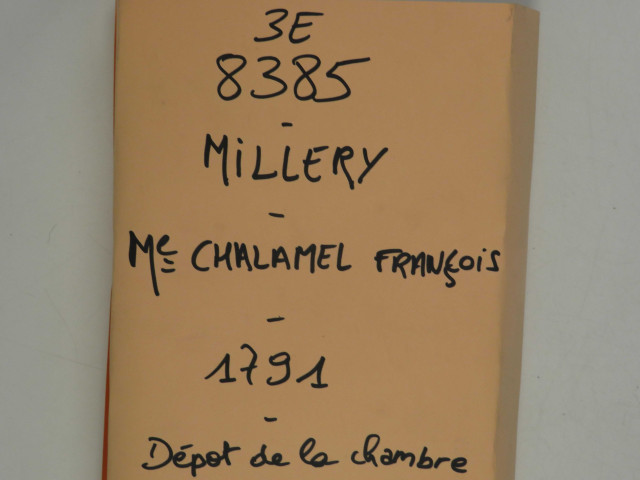 3E
8385
-
MiLLERY
-
Me CHALAMEL FRANÇois
-
1791
-
Dépot de la chambre